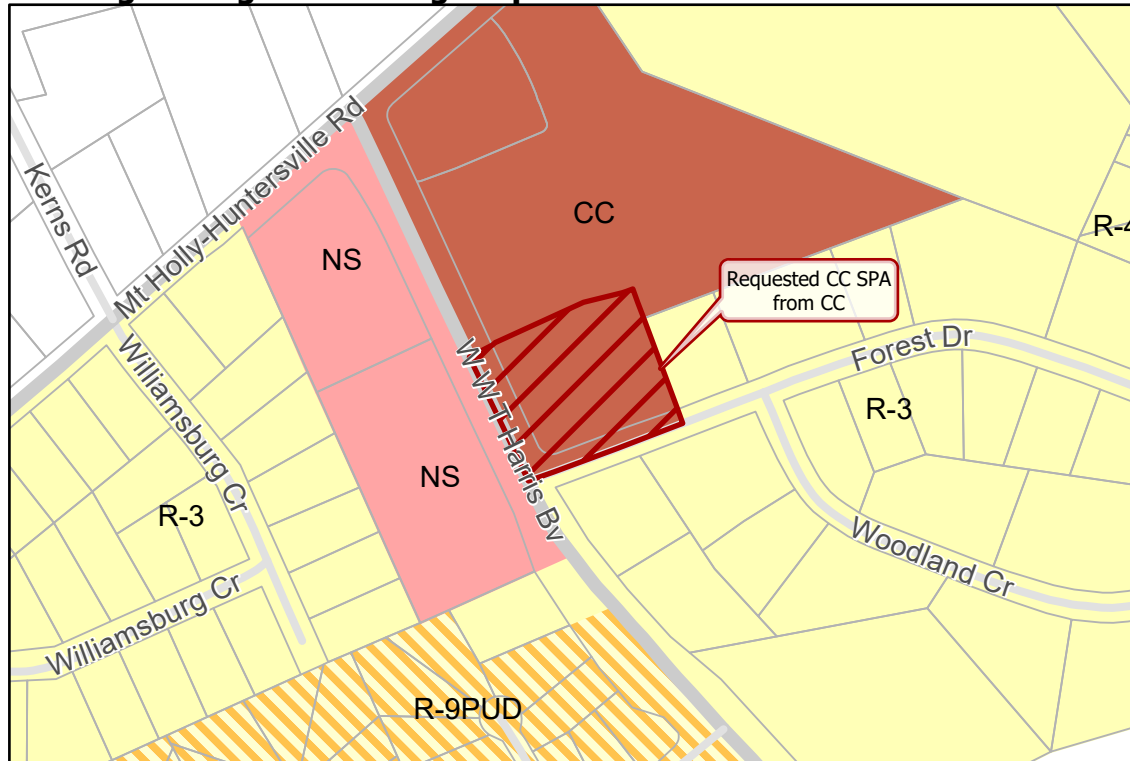 Kerns Rd
Mt Holly-Huntersville Rd
CC
R-4
NS
Requested CC SPA
from CC
W W T Harris Bv
Forest Dr
Williamsburg Cr
R-3
NS
R-3
Woodland Cr
Williamsburg Cr
R-9PUD